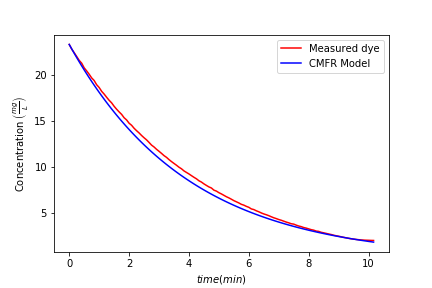 Measured dye
CMFR Model
Concentration (mg/L)
20
15
10
5
0
2
4
6
8
10
time(min)